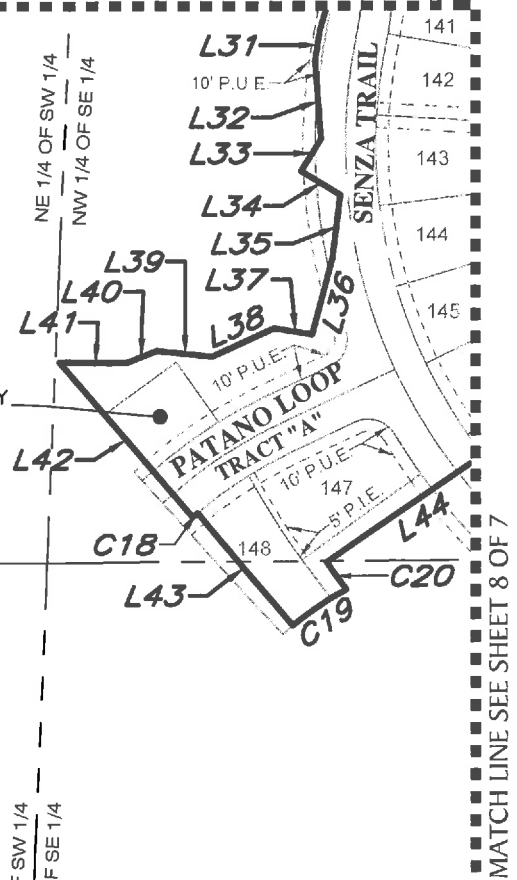 L31
141
10' P.U.E.
142
L32
NE 1/4 OF SW 1/4
NW 1/4 OF SE 1/4
SENZA TRAIL
L33
143
L34
L35
144
L39
L37
L36
L40
L38
145
L41
10' P.U.E.
Y
PATANO LOOP
TRACT "A"
L42
10' P.U.E.
147
5' P.I.E.
L44
C18
148
C20
L43
C19
MATCH LINE SEE SHEET 8 OF 7
F SW 1/4
F SE 1/4